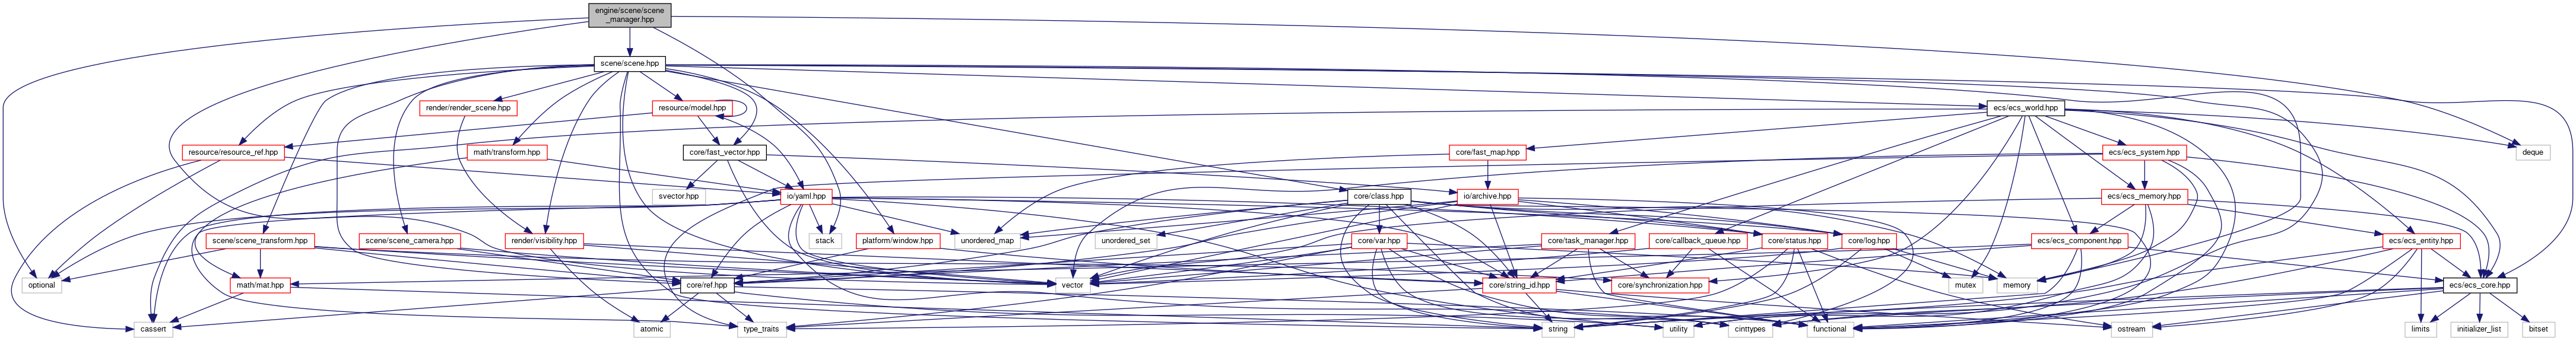 engine/scene/scene
_manager.hpp
scene/scene.hpp
render/render_scene.hpp
resource/model.hpp
ecs/ecs_world.hpp
resource/resource_ref.hpp
math/transform.hpp
core/fast_vector.hpp
core/fast_map.hpp
ecs/ecs_system.hpp
deque
svector.hpp
io/yaml.hpp
core/class.hpp
io/archive.hpp
ecs/ecs_memory.hpp
scene/scene_transform.hpp
scene/scene_camera.hpp
render/visibility.hpp
stack
platform/window.hpp
unordered_map
unordered_set
core/var.hpp
core/task_manager.hpp
core/callback_queue.hpp
core/status.hpp
core/log.hpp
ecs/ecs_component.hpp
ecs/ecs_entity.hpp
optional
math/mat.hpp
core/ref.hpp
vector
core/string_id.hpp
core/synchronization.hpp
mutex
memory
ecs/ecs_core.hpp
cassert
atomic
type_traits
string
utility
cinttypes
functional
ostream
limits
initializer_list
bitset